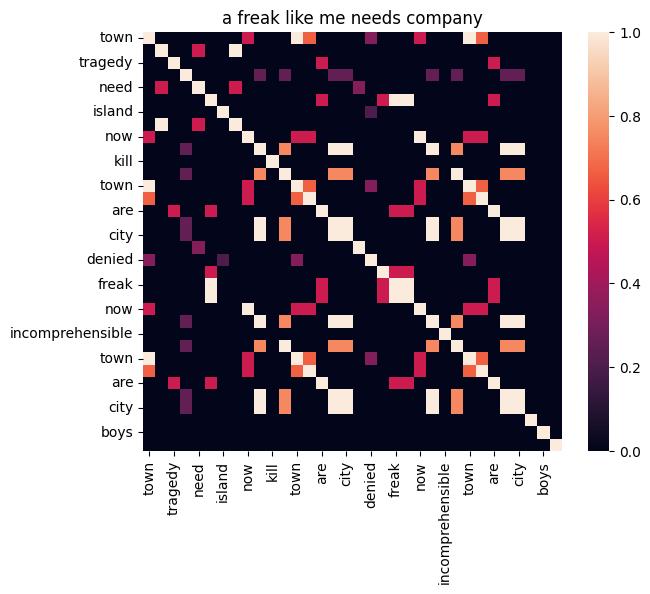 a freak like me needs company
town
tragedy
need
island
now
kill
town
are
city
denied
freak
now
incomprehensible
town
are
city
boys
1.0
0.8
0.6
0.4
0.2
0.0
town
tragedy
need
island
now
kill
town
are
city
denied
freak
now
incomprehensible
town
are
city
boys